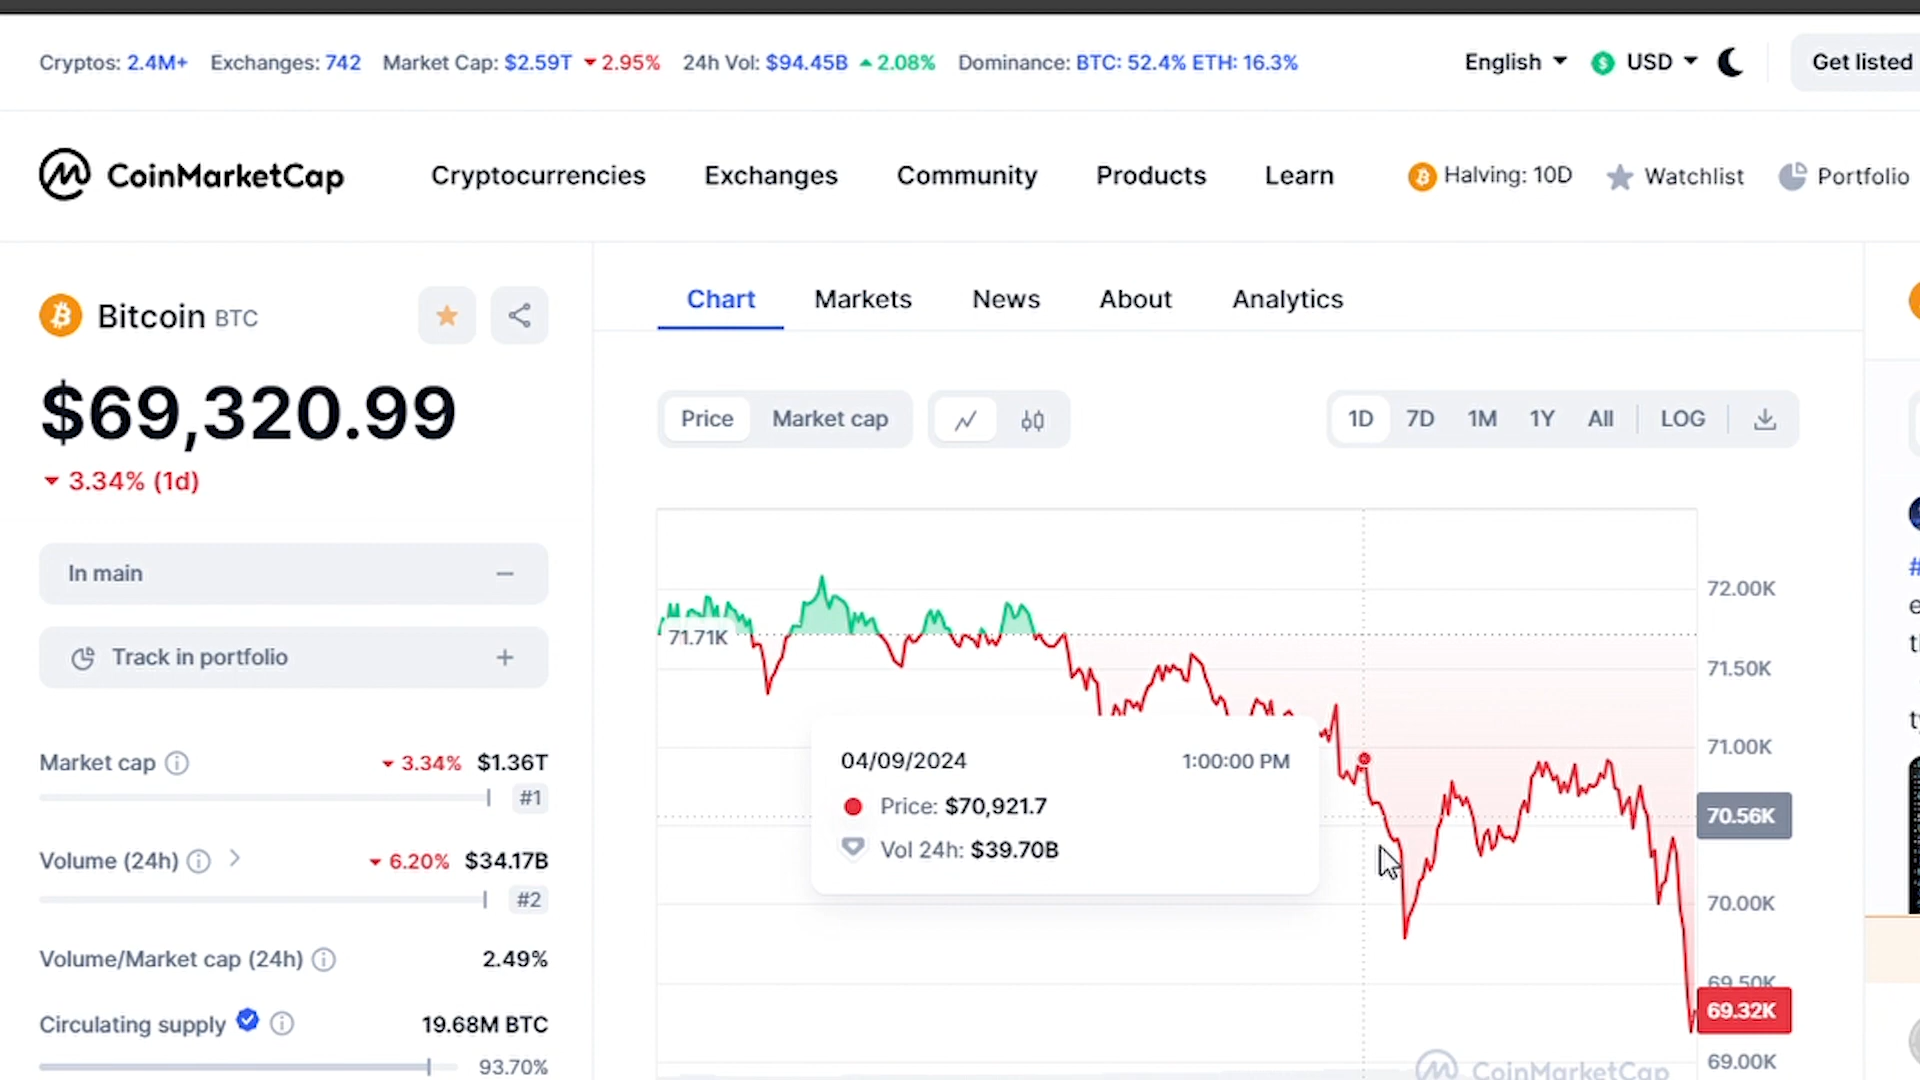 Cryptos: 2.4M+ Exchanges: 742 Market Cap: $2.59T 2.95% 24h Vol: $94.45B 2.08% Dominance: BTC: 52.4% ETH: 16.3% English USD Get listed
CoinMarketCap Cryptocurrencies Exchanges Community Products Learn Halving: 10D Watchlist Portfolio
Bitcoin BTC
$69,320.99
3.34% (1d)
In main
Track in portfolio
Market cap 3.34% $1.36T
#1
Volume (24h) 6.20% $34.17B
#2
Volume/Market cap (24h) 2.49%
Circulating supply 19.68M BTC
93.70%
Chart Markets News About Analytics
Price Market cap 1D 7D 1M 1Y All LOG
71.71K
04/09/2024 1:00:00 PM
Price: $70,921.7
Vol 24h: $39.70B
72.00K
71.50K
71.00K
70.56K
70.00K
69.50K
69.32K
69.00K
CoinMarketCap